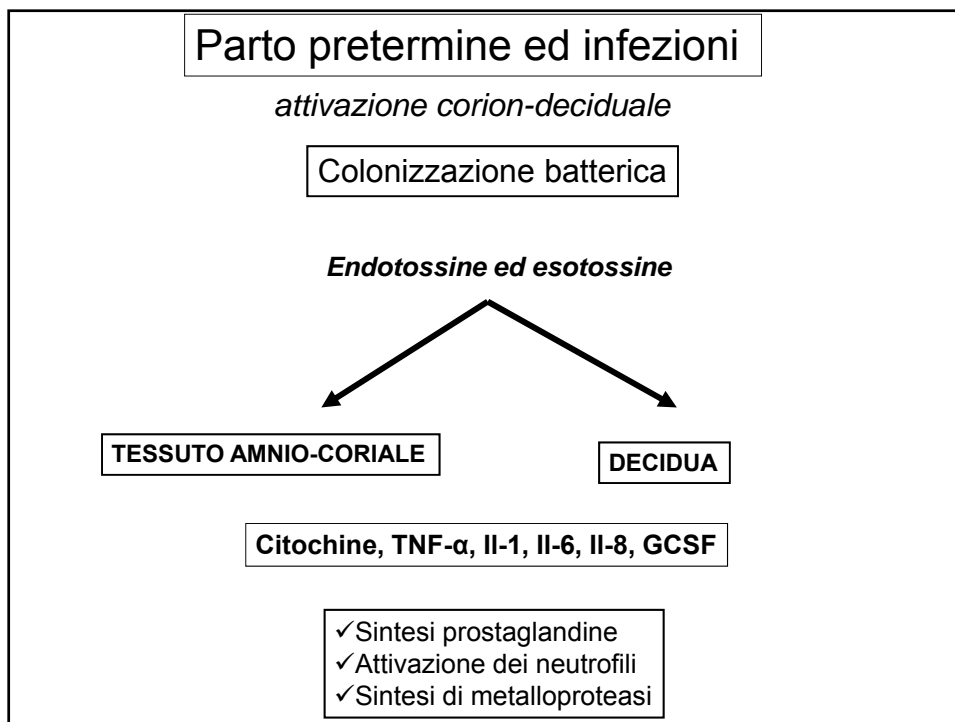 Parto pretermine ed infezioni
attivazione corion-deciduale
Colonizzazione batterica
Endotossine ed esotossine
TESSUTO AMNIO-CORIALE
DECIDUA
Citochine, TNF-α, Il-1, Il-6, Il-8, GCSF
✓Sintesi prostaglandine
✓Attivazione dei neutrofili
✓Sintesi di metalloproteasi